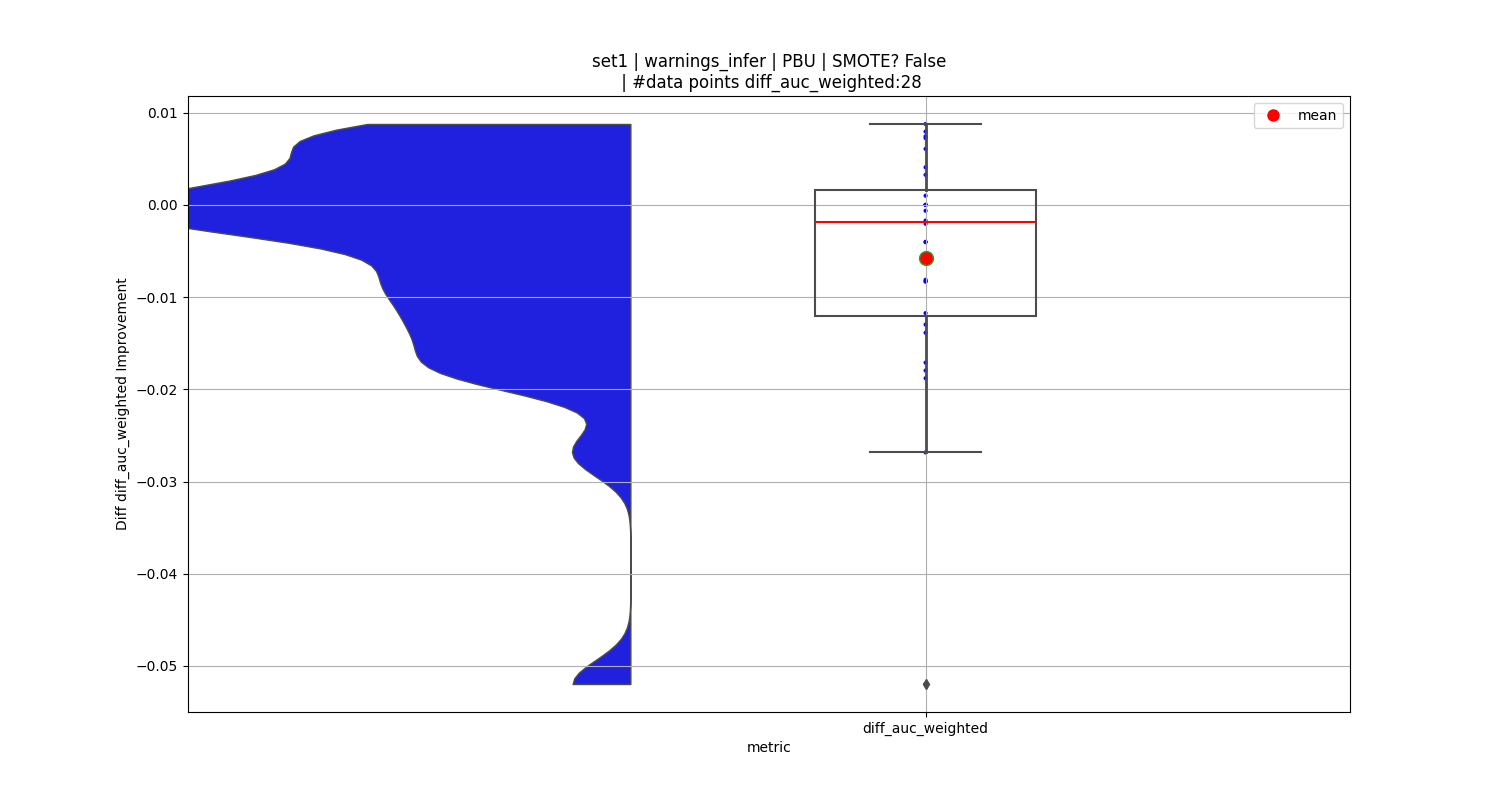 set1 | warnings_infer | PBU | SMOTE? False
| #data points diff_auc_weighted:28
mean
0.01
0.00
−0.01
−0.02
−0.03
−0.04
−0.05
Diff diff_auc_weighted Improvement
diff_auc_weighted
metric